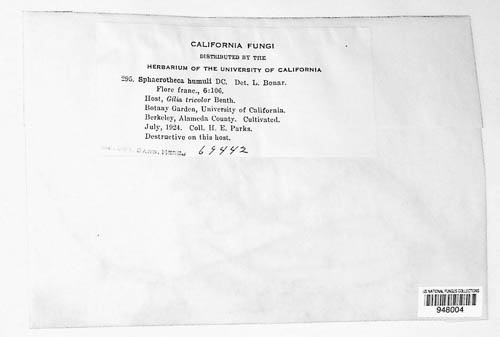 CALIFORNIA FUNGI
DISTRIBUTED BY THE
HERBARIUM OF THE UNIVERSITY OF CALIFORNIA
295. Sphaerotheca humuli DC. Det. L. Bonar.
Flore franc., 6:106.
Host, Gilia tricolor Benth.
Botany Garden, University of California.
Berkeley, Alameda County. Cultivated.
July, 1924. Coll. H. E. Parks.
Destructive on this host.
69442
US NATIONAL FUNGUS COLLECTIONS
948004